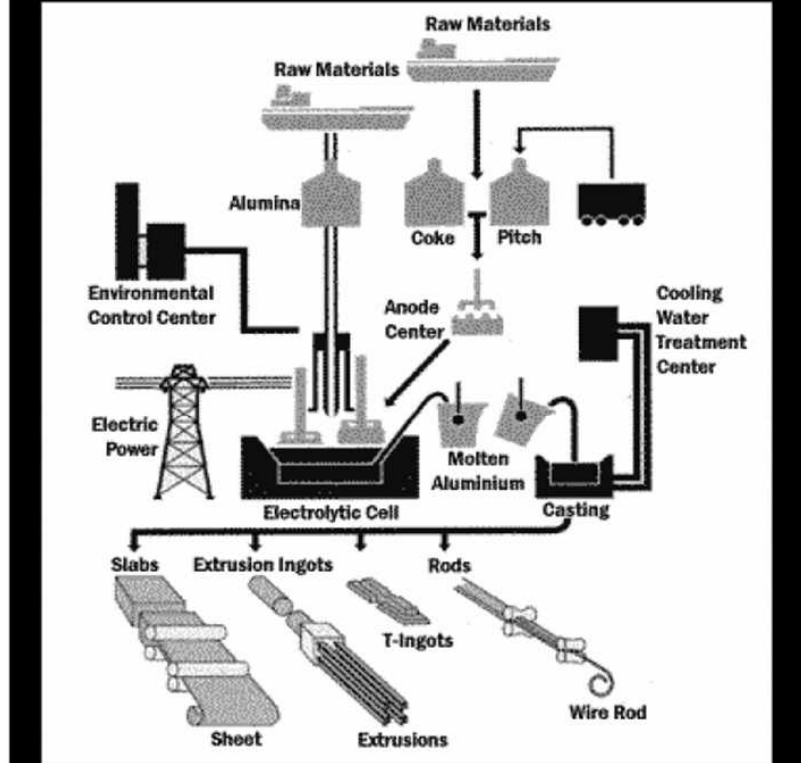 Raw Materials
Raw Materials
Alumina
Coke
Pitch
Environmental
Control Center
Anode
Center
Cooling
Water
Treatment
Center
Electric
Power
Molten
Aluminium
Electrolytic Cell
Casting
Slabs
Extrusion Ingots
Rods
T-Ingots
Wire Rod
Sheet
Extrusions